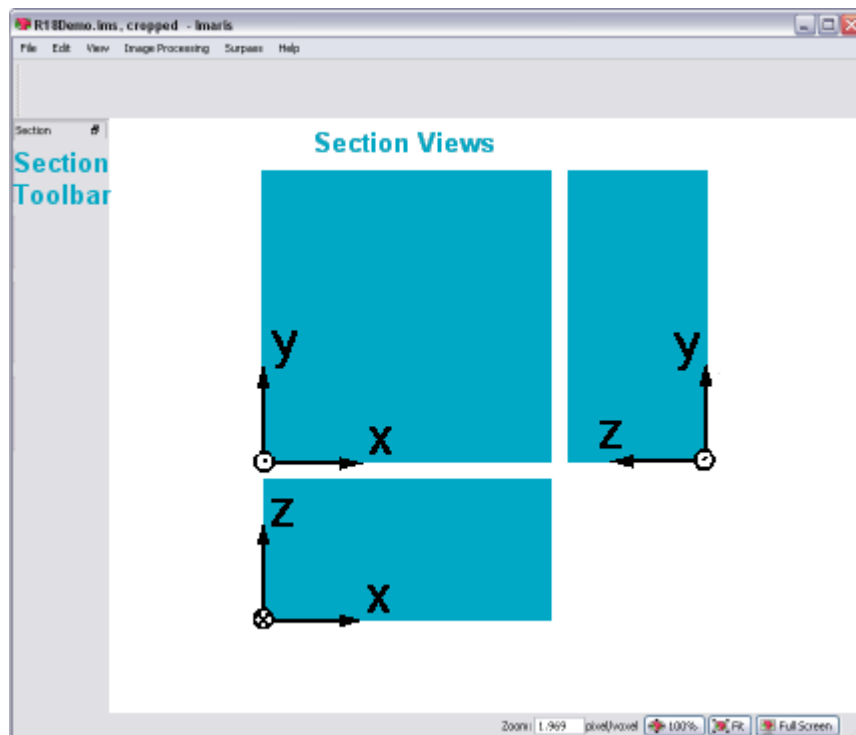 R18Demo.ims, cropped - Imaris
File Edit View Image Processing Surpass Help
Section
Section Toolbar
Section Views
y
x
y
z
z
x
Zoom: 1.969 pixel/voxel 100% Fit Full Screen